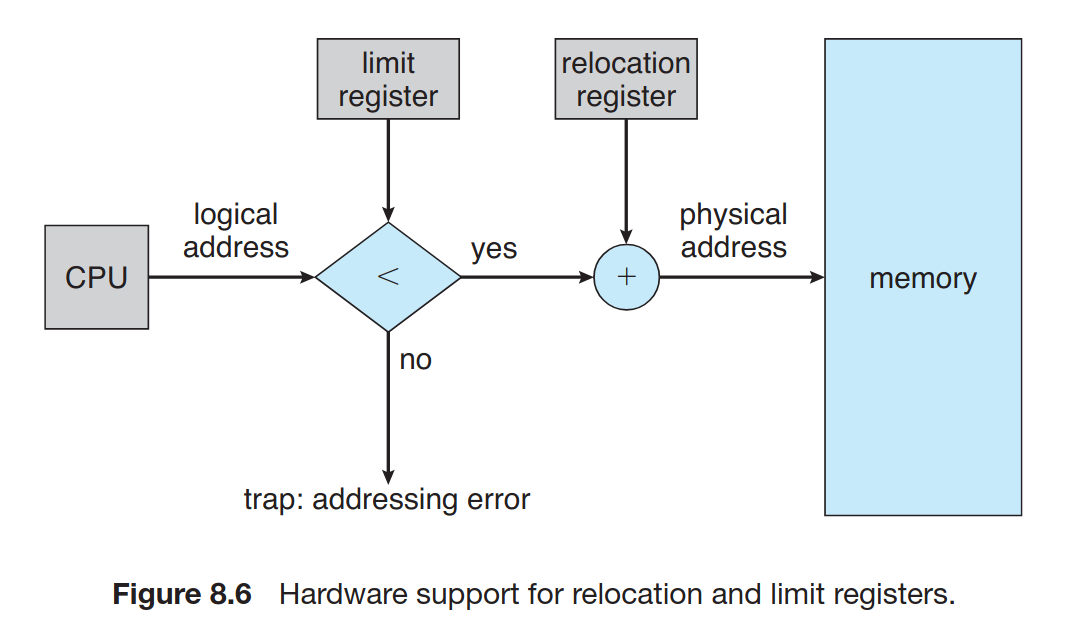 limit
register
relocation
register
logical
address
physical
address
CPU
<
yes
+
memory
no
trap: addressing error
Figure 8.6 Hardware support for relocation and limit registers.